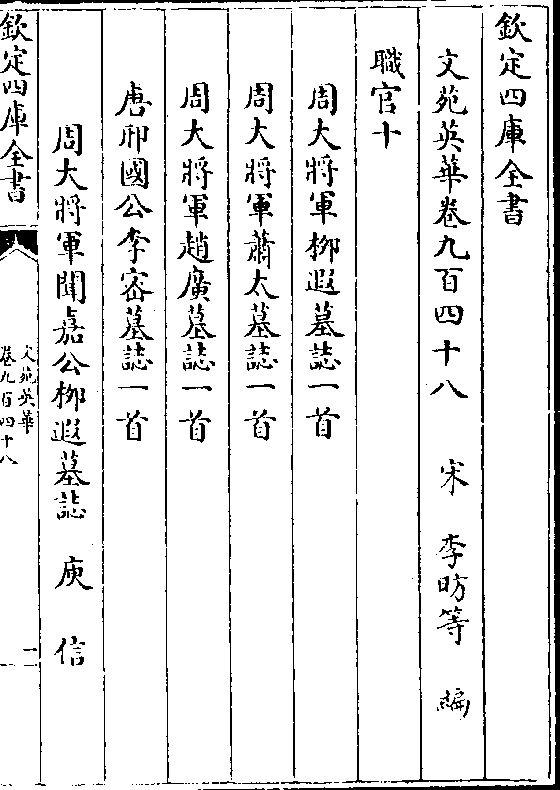 欽定四庫全書
文苑英華卷九百四十八　宋　李昉等　編
職官十
周大將軍柳遐墓誌一首
周大將軍蕭太墓誌一首
周大將軍趙廣墓誌一首
唐邢國公李密墓誌一首
周大將軍聞嘉公柳遐墓誌　庾　信
欽定四庫全書
文苑英華
卷九百四十八
一